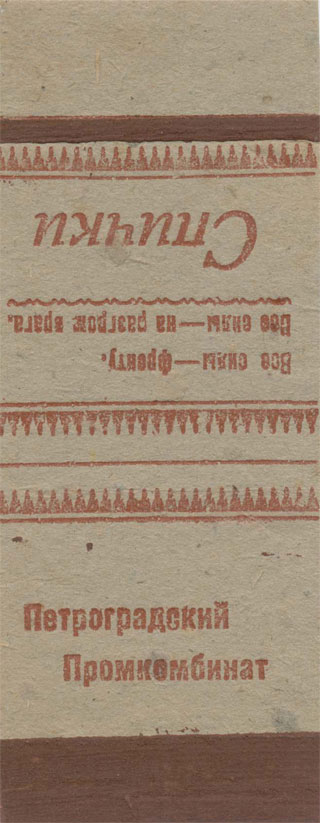 Все силы—фронту,
Все силы—на разгром врага.
Спички
Петроградский
Промкомбинат